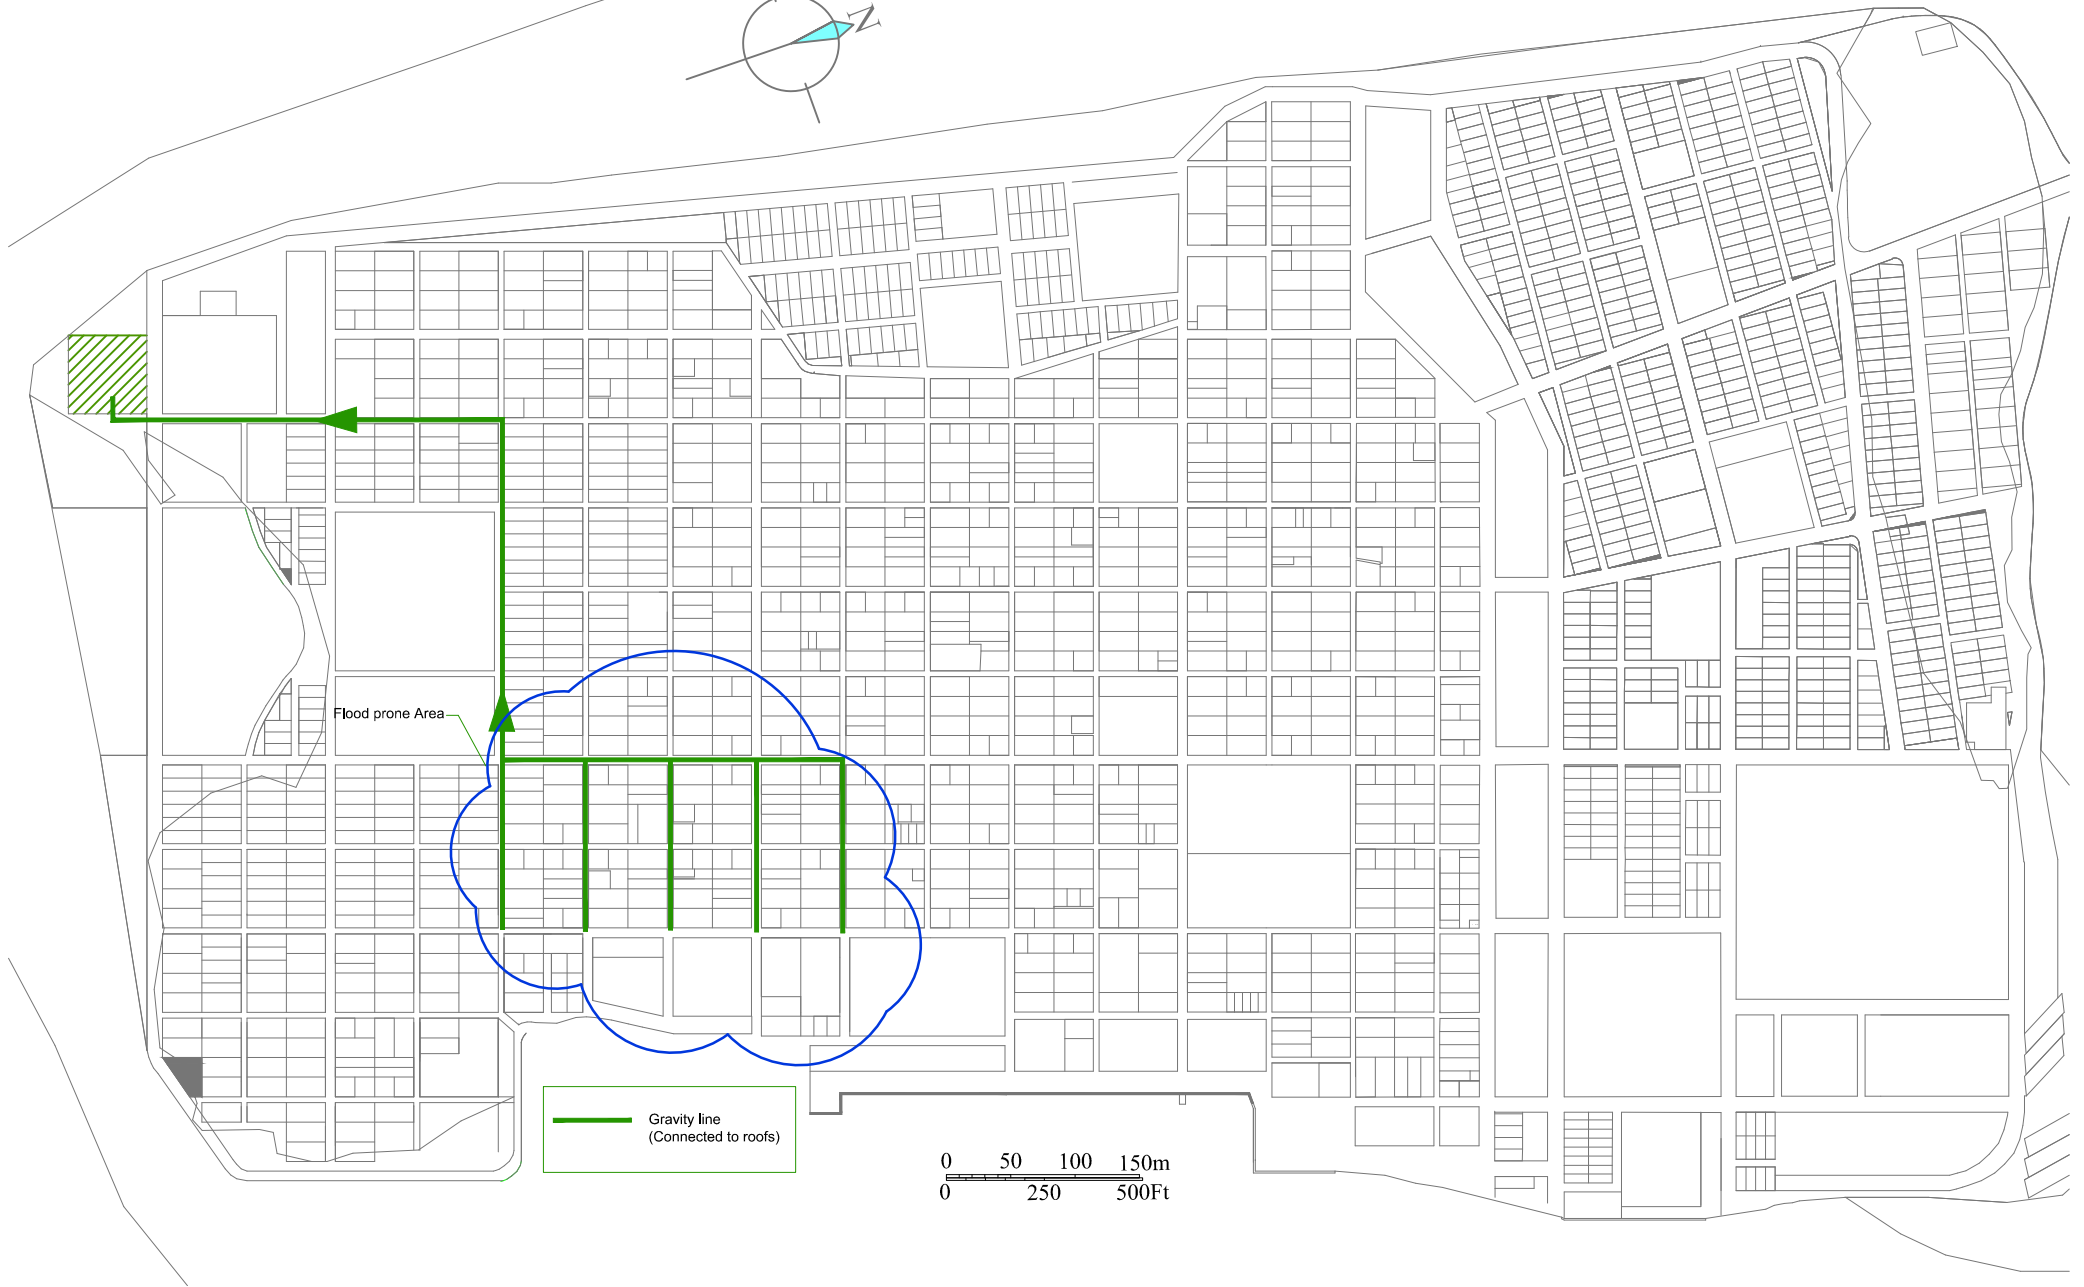 N
Flood prone Area
Gravity line
(Connected to roofs)
0 50 100 150m
0 250 500Ft